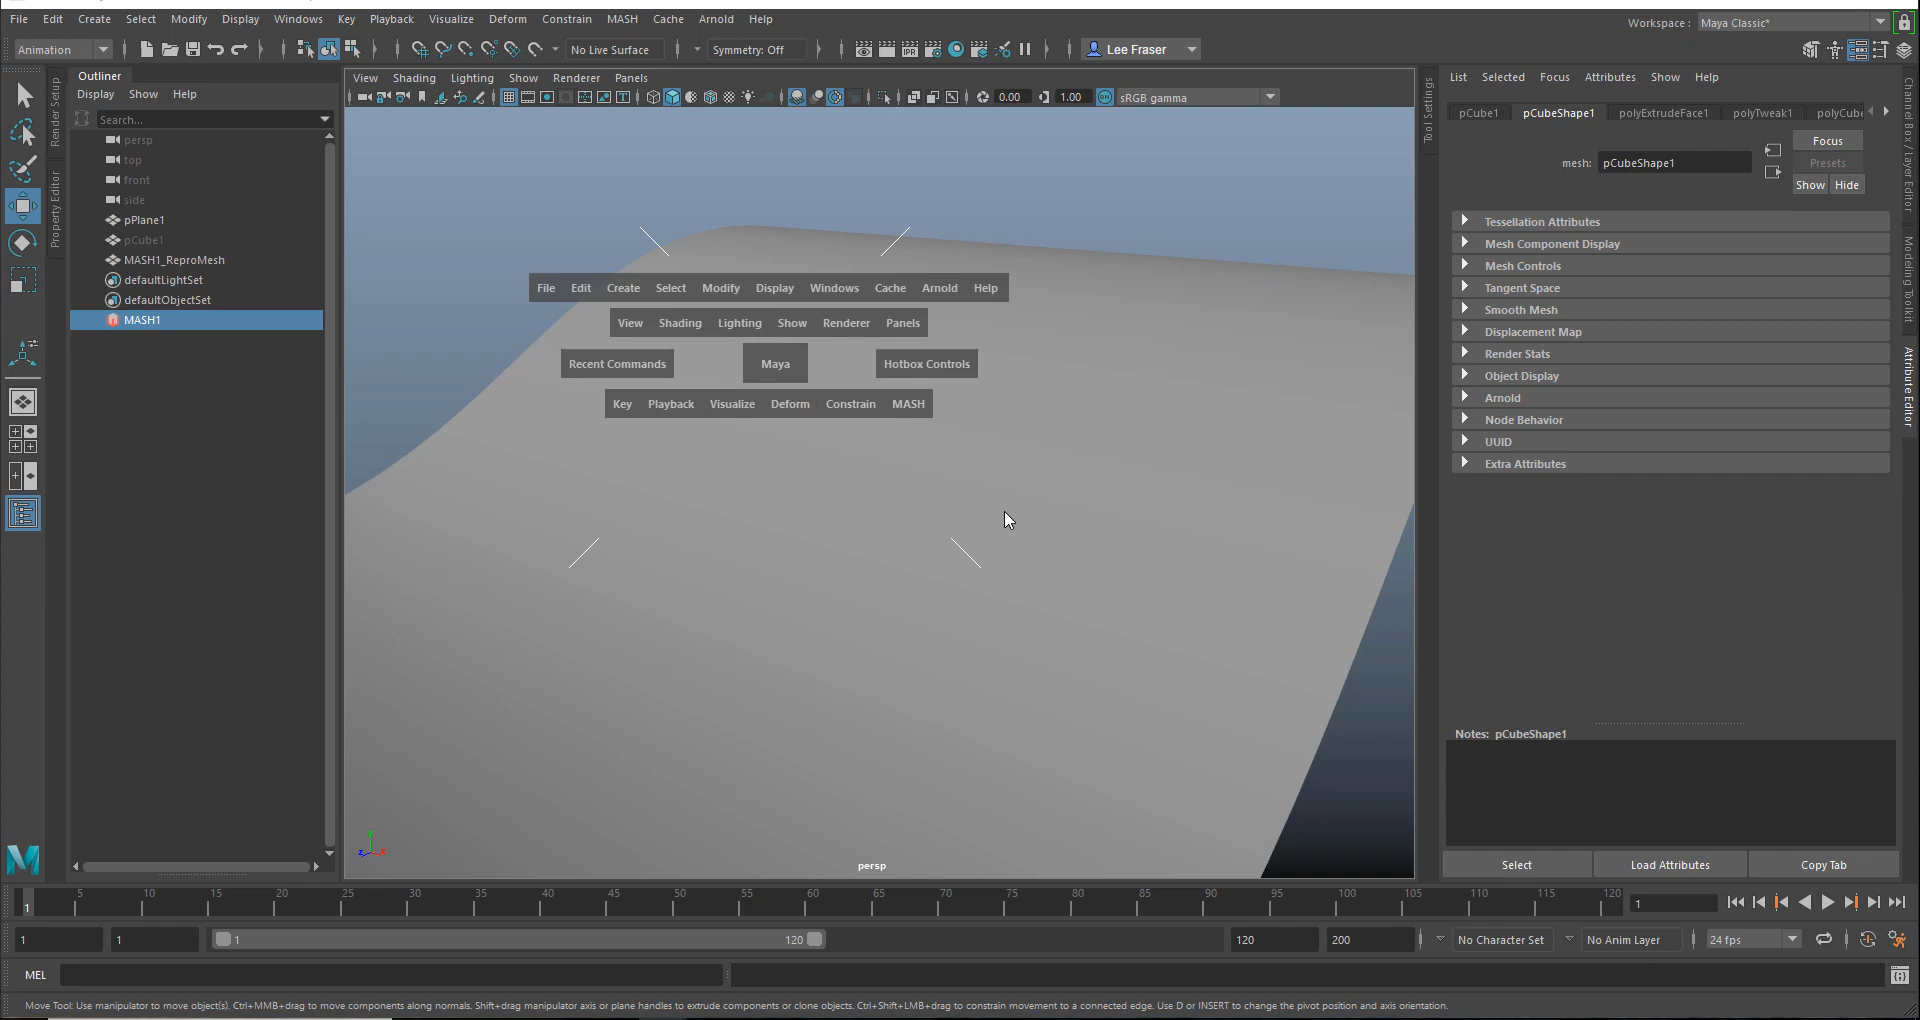 File Edit Create Select Modify Display Windows Key Playback Visualize Deform Constrain MASH Cache Arnold Help
Workspace : Maya Classic*
Animation No Live Surface Symmetry: Off IPR Lee Fraser
Outliner
Display Show Help
Search...
persp
top
front
side
pPlane1
pCube1
MASH1_ReproMesh
defaultLightSet
defaultObjectSet
MASH1
Render Setup
Property Editor
View Shading Lighting Show Renderer Panels
0.00 1.00 ON sRGB gamma
File Edit Create Select Modify Display Windows Cache Arnold Help
View Shading Lighting Show Renderer Panels
Recent Commands Maya Hotbox Controls
Key Playback Visualize Deform Constrain MASH
y
z x
persp
Tool Settings
List Selected Focus Attributes Show Help
pCube1 pCubeShape1 polyExtrudeFace1 polyTweak1 polyCube
mesh: pCubeShape1
Focus
Presets
Show Hide
Tessellation Attributes
Mesh Component Display
Mesh Controls
Tangent Space
Smooth Mesh
Displacement Map
Render Stats
Object Display
Arnold
Node Behavior
UUID
Extra Attributes
Notes: pCubeShape1
Select Load Attributes Copy Tab
Channel Box / Layer Editor
Modeling Toolkit
Attribute Editor
5 10 15 20 25 30 35 40 45 50 55 60 65 70 75 80 85 90 95 100 105 110 115 120
1 1
1 1 1 120 120 200 No Character Set No Anim Layer 24 fps
MEL
Move Tool: Use manipulator to move object(s). Ctrl+MMB+drag to move components along normals. Shift+drag manipulator axis or plane handles to extrude components or clone objects. Ctrl+Shift+LMB+drag to constrain movement to a connected edge. Use D or INSERT to change the pivot position and axis orientation.